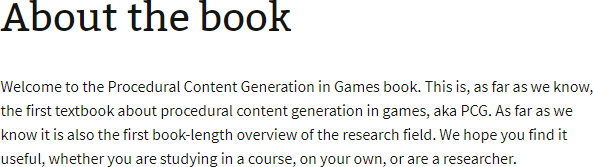 About the book
Welcome to the Procedural Content Generation in Games book. This is, as far as we know,
the first textbook about procedural content generation in games, aka PCG. As far as we
know it is also the first book-length overview of the research field. We hope you find it
useful, whether you are studying in a course, on your own, or are a researcher.